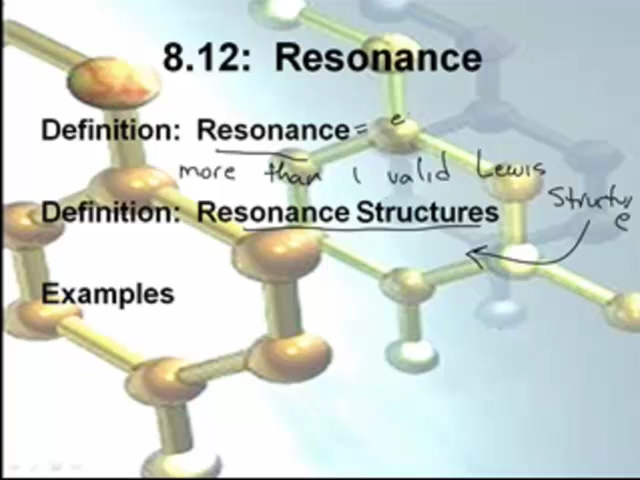 8.12: Resonance
Definition: Resonance = e
more than 1 valid Lewis
Definition: Resonance Structures
Structure
Examples